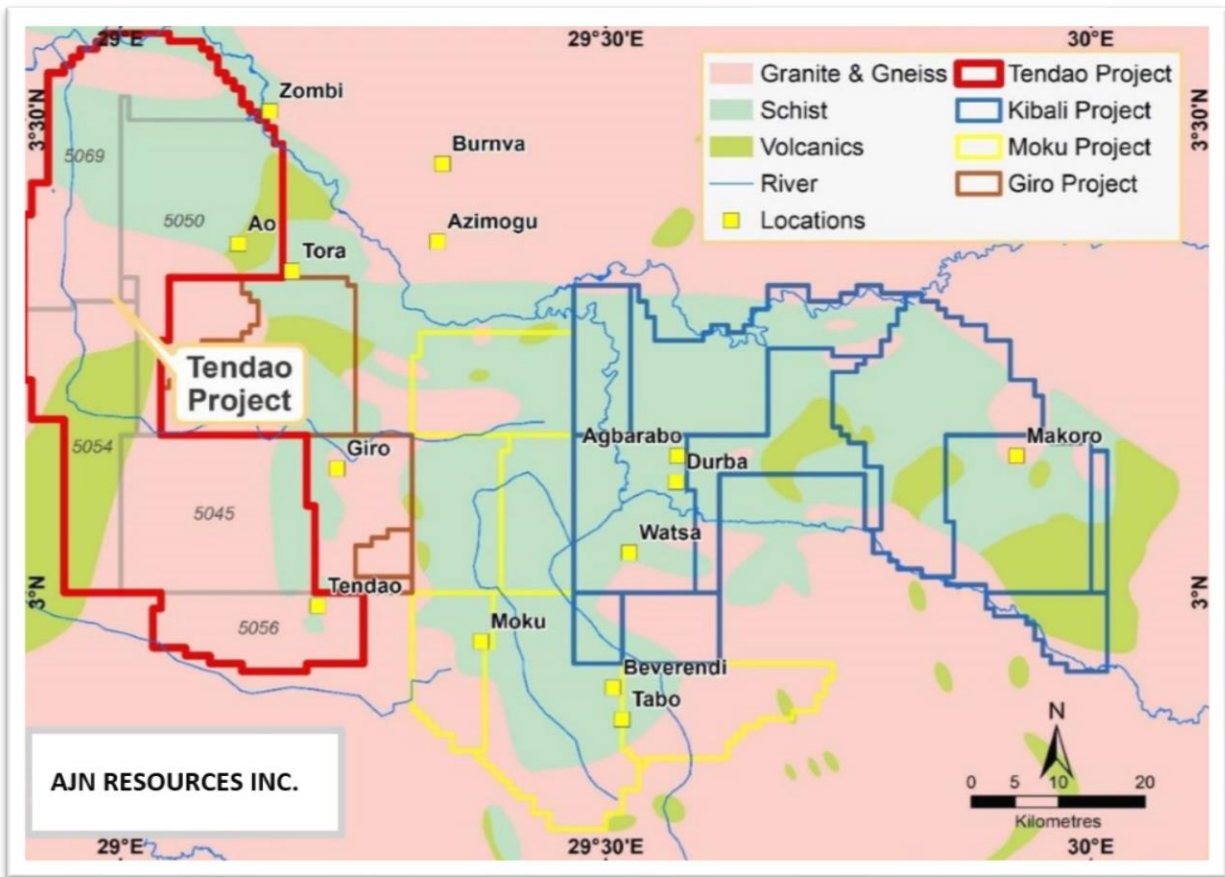 29°E
29°30'E
30°E
3°30'N
3°30'N
Granite & Gneiss
Schist
Volcanics
River
Locations
Tendao Project
Kibali Project
Moku Project
Giro Project
Zombi
Burnva
5069
5050
Ao
Azimogu
Tora
Tendao
Project
Agbarabo
Makoro
5054
Giro
Durba
5045
Watsa
3°N
3°N
Tendao
5056
Moku
Beverendi
Tabo
N
AJN RESOURCES INC.
0 5 10 20
Kilometres
29°E
29°30'E
30°E